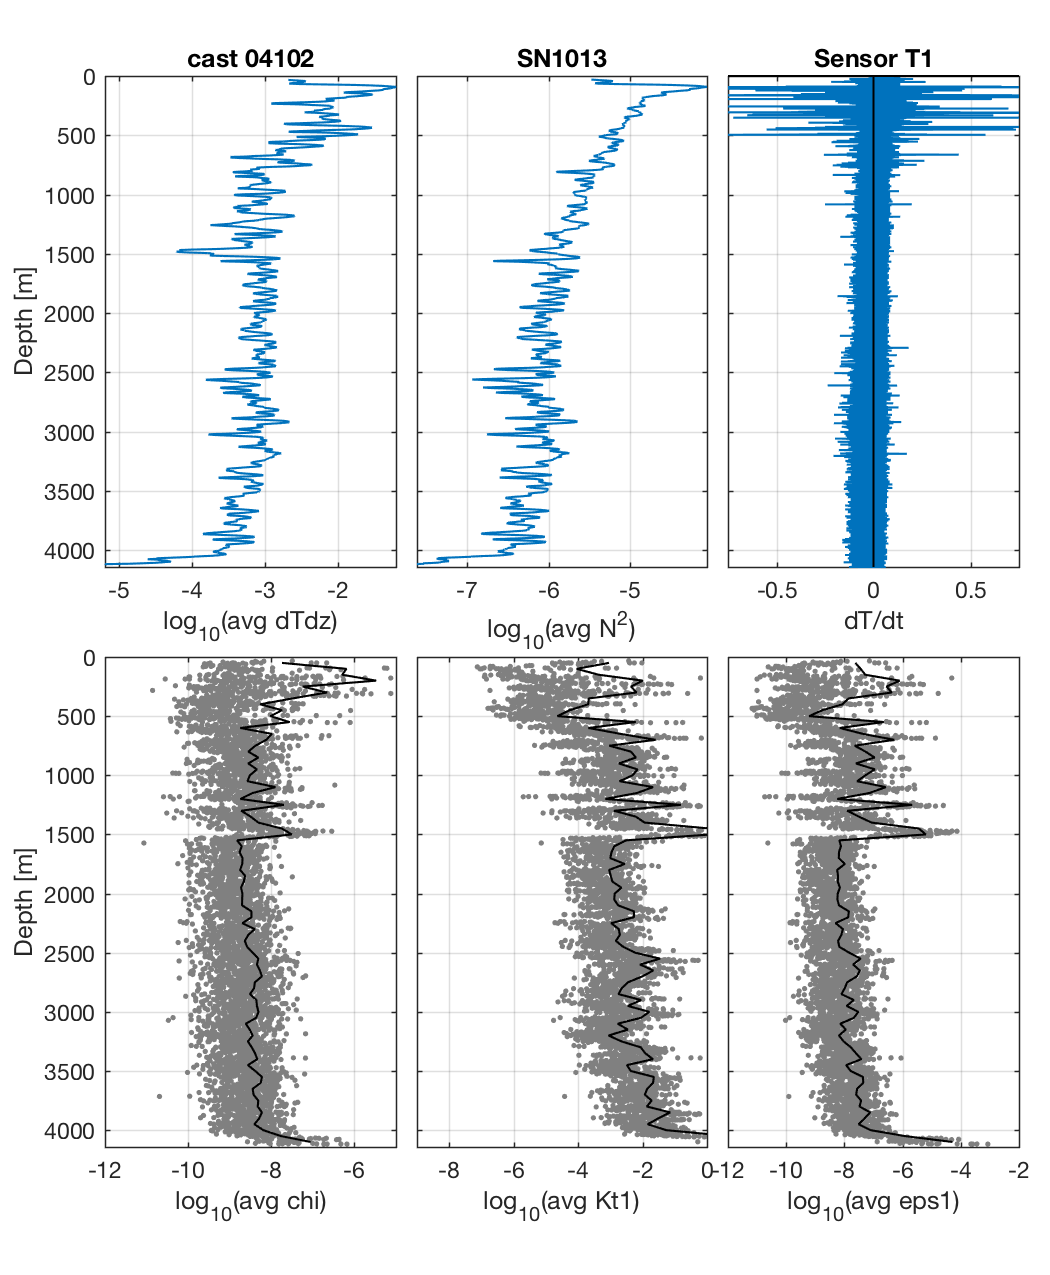 cast 04102 SN1013 Sensor T1
0
500
1000
1500
2000
2500
3000
3500
4000
Depth [m]
-5 -4 -3 -2 -7 -6 -5 -0.5 0 0.5
log10(avg dTdz) log10(avg N2) dT/dt
0
500
1000
1500
2000
2500
3000
3500
4000
Depth [m]
-12 -10 -8 -6 -8 -6 -4 -2 0 -12 -10 -8 -6 -4 -2
log10(avg chi) log10(avg Kt1) log10(avg eps1)